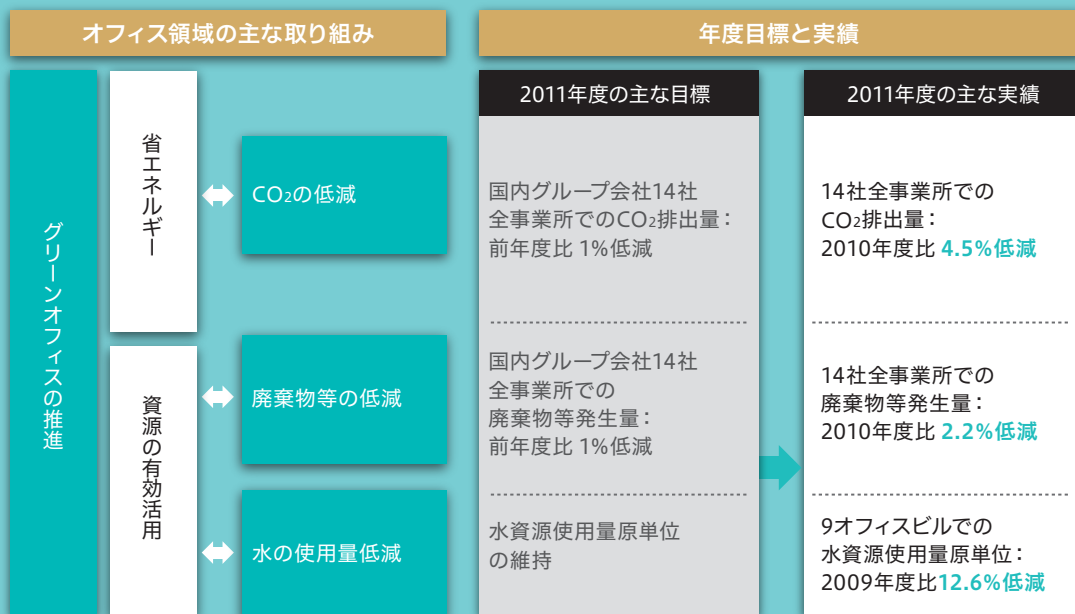 オフィス領域の主な取り組み
年度目標と実績
グリーンオフィスの推進
省エネルギー
資源の有効活用
CO₂の低減
廃棄物等の低減
水の使用量低減
2011年度の主な目標
国内グループ会社14社
全事業所でのCO₂排出量：
前年度比 1%低減
国内グループ会社14社
全事業所での
廃棄物等発生量：
前年度比 1%低減
水資源使用量原単位
の維持
2011年度の主な実績
14社全事業所での
CO₂排出量：
2010年度比 4.5%低減
14社全事業所での
廃棄物等発生量：
2010年度比 2.2%低減
9オフィスビルでの
水資源使用量原単位：
2009年度比12.6%低減